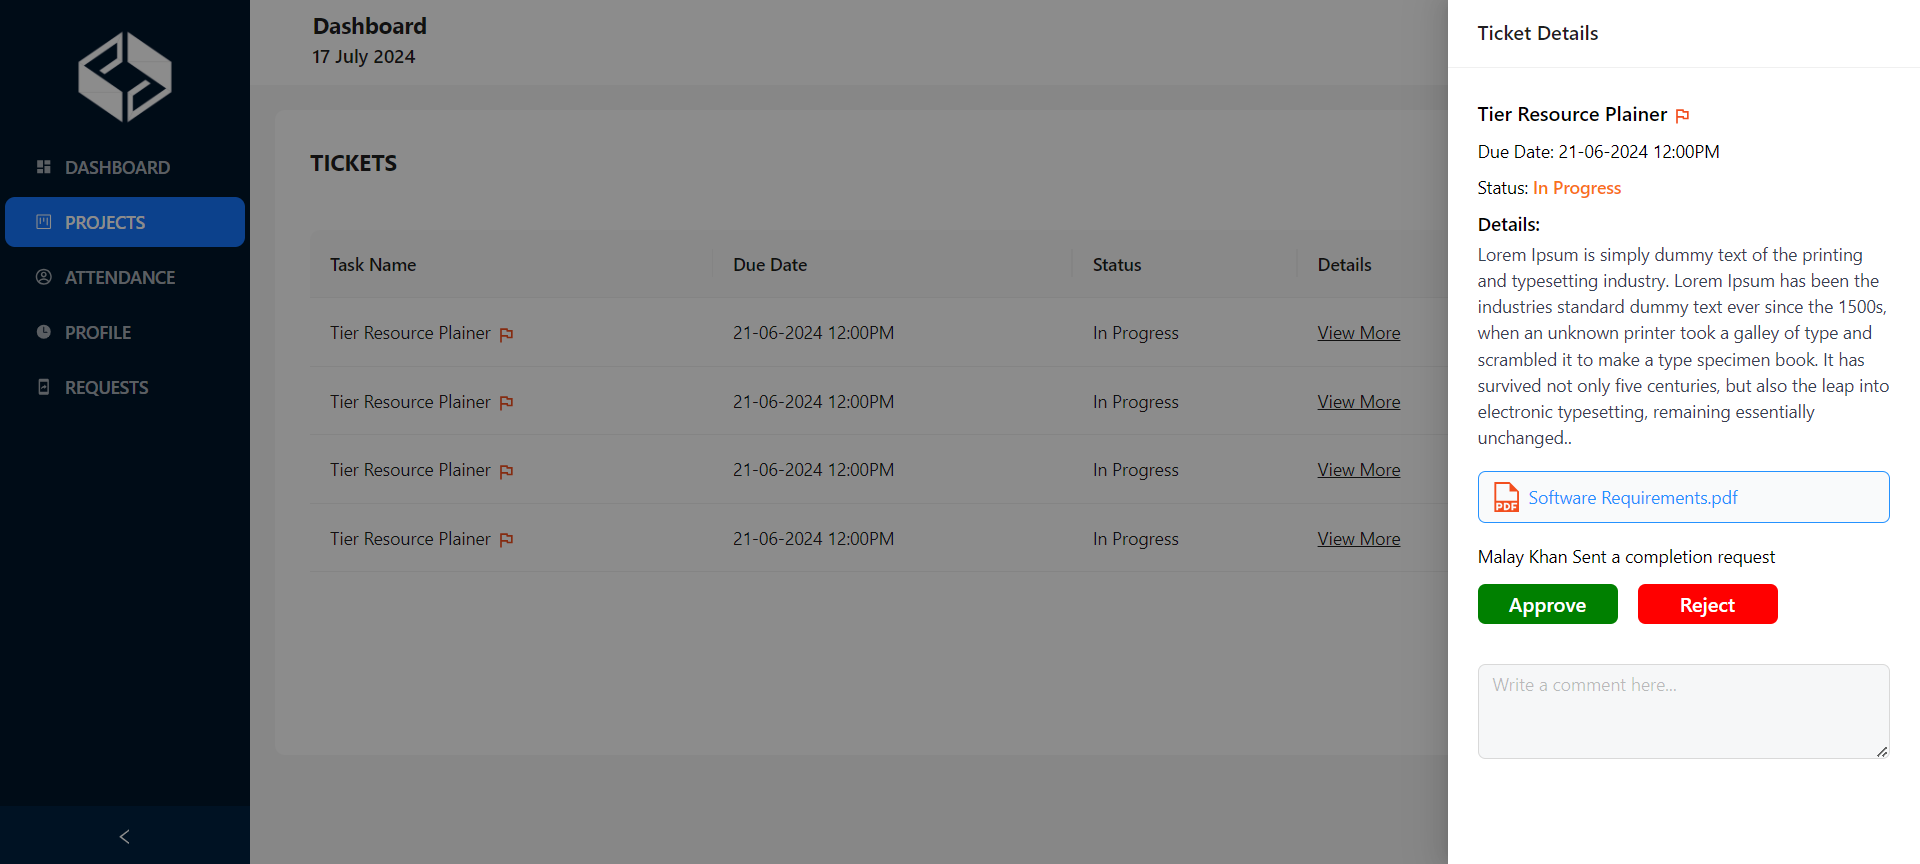 DASHBOARD
PROJECTS
ATTENDANCE
PROFILE
REQUESTS
Dashboard
17 July 2024
TICKETS
Task Name Due Date Status Details
Tier Resource Plainer 21-06-2024 12:00PM In Progress View More
Tier Resource Plainer 21-06-2024 12:00PM In Progress View More
Tier Resource Plainer 21-06-2024 12:00PM In Progress View More
Tier Resource Plainer 21-06-2024 12:00PM In Progress View More
Ticket Details
Tier Resource Plainer
Due Date: 21-06-2024 12:00PM
Status: In Progress
Details:
Lorem Ipsum is simply dummy text of the printing
and typesetting industry. Lorem Ipsum has been the
industries standard dummy text ever since the 1500s,
when an unknown printer took a galley of type and
scrambled it to make a type specimen book. It has
survived not only five centuries, but also the leap into
electronic typesetting, remaining essentially
unchanged..
PDF Software Requirements.pdf
Malay Khan Sent a completion request
Approve Reject
Write a comment here...